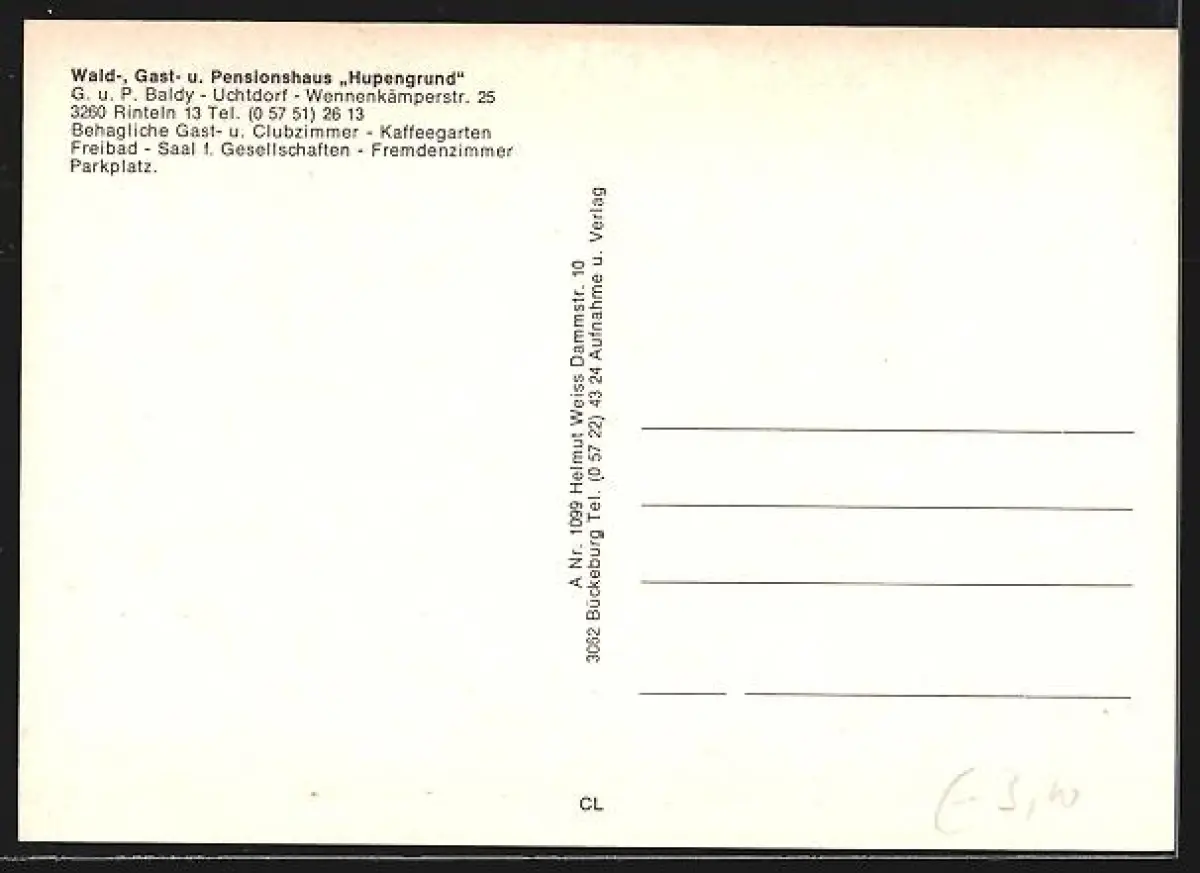 Wald-, Gast- u. Pensionshaus „Hupengrund“
G. u. P. Baldy - Uchtdorf - Wennenkämperstr. 25
3260 Rinteln 13 Tel. (0 57 51) 26 13
Behagliche Gast- u. Clubzimmer - Kaffeegarten
Freibad - Saal f. Gesellschaften - Fremdenzimmer
Parkplatz.
A Nr. 1099 Helmut Weiss Dammstr. 10
3062 Bückeburg Tel. (0 57 22) 43 24 Aufnahme u. Verlag
CL